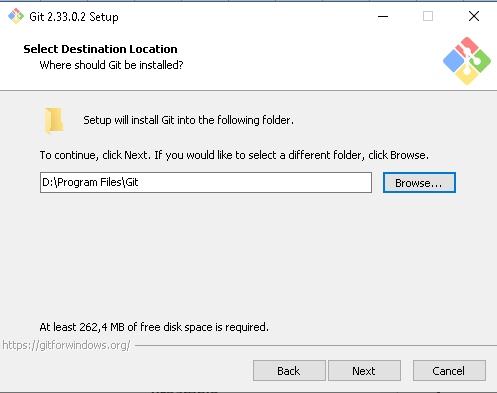 Git 2.33.0.2 Setup
Select Destination Location
Where should Git be installed?
Setup will install Git into the following folder.
To continue, click Next. If you would like to select a different folder, click Browse.
D:\Program Files\Git
Browse...
At least 262,4 MB of free disk space is required.
https://gitforwindows.org/
Back
Next
Cancel